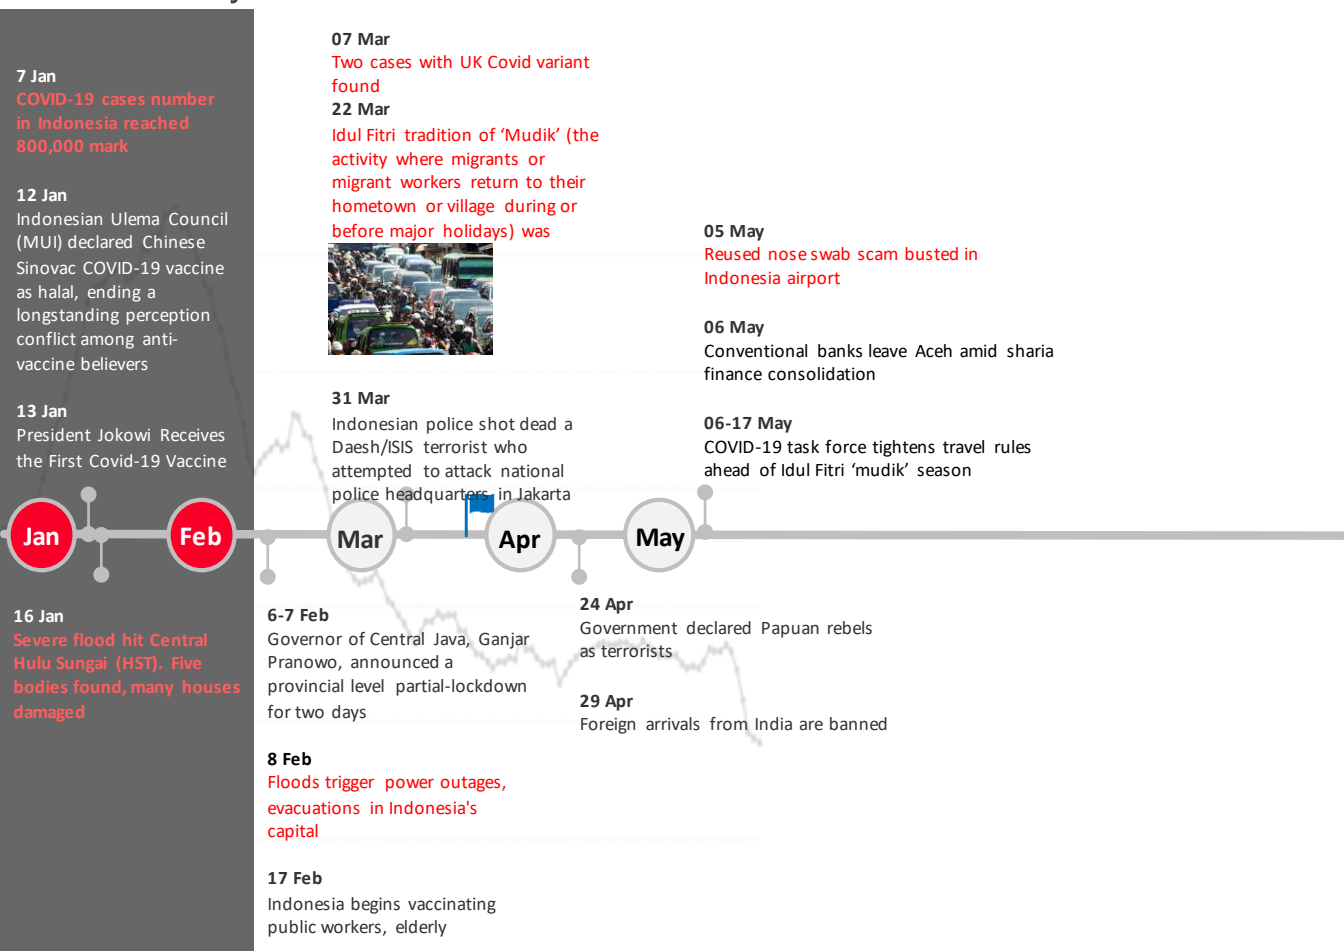 7 Jan
COVID-19 cases number
in Indonesia reached
800,000 mark
12 Jan
Indonesian Ulema Council
(MUI) declared Chinese
Sinovac COVID-19 vaccine
as halal, ending a
longstanding perception
conflict among anti-
vaccine believers
13 Jan
President Jokowi Receives
the First Covid-19 Vaccine
07 Mar
Two cases with UK Covid variant
found
22 Mar
Idul Fitri tradition of ‘Mudik’ (the
activity where migrants or
migrant workers return to their
hometown or village during or
before major holidays) was
31 Mar
Indonesian police shot dead a
Daesh/ISIS terrorist who
attempted to attack national
police headquarters in Jakarta
05 May
Reused nose swab scam busted in
Indonesia airport
06 May
Conventional banks leave Aceh amid sharia
finance consolidation
06-17 May
COVID-19 task force tightens travel rules
ahead of Idul Fitri ‘mudik’ season
Jan
Feb
Mar
Apr
May
16 Jan
Severe flood hit Central
Hulu Sungai (HST). Five
bodies found, many houses
damaged
6-7 Feb
Governor of Central Java, Ganjar
Pranowo, announced a
provincial level partial-lockdown
for two days
8 Feb
Floods trigger power outages,
evacuations in Indonesia's
capital
17 Feb
Indonesia begins vaccinating
public workers, elderly
24 Apr
Government declared Papuan rebels
as terrorists
29 Apr
Foreign arrivals from India are banned